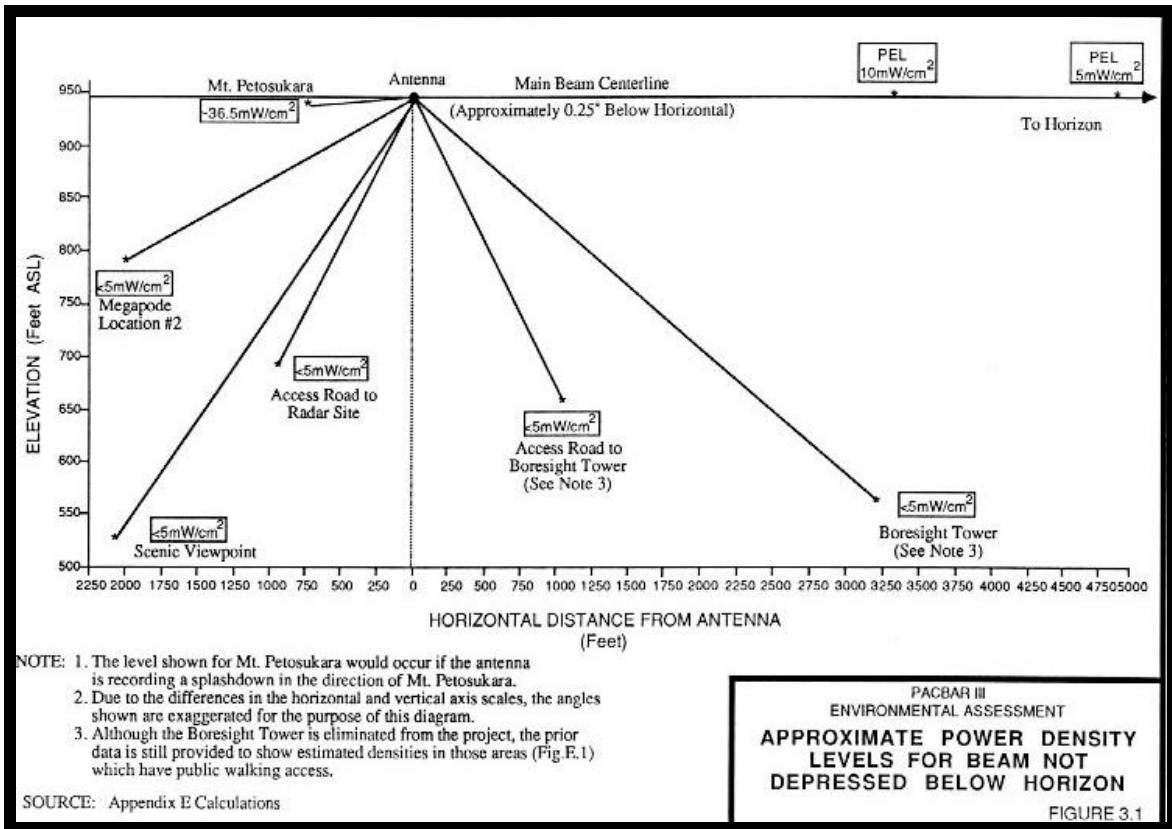 PEL
10mW/cm²
PEL
5mW/cm²
Mt. Petosukara
Antenna
Main Beam Centerline
~36.5mW/cm²
(Approximately 0.25° Below Horizontal)
To Horizon
950
900
850
800
750
700
650
600
550
500
ELEVATION (Feet ASL)
<5mW/cm²
Megapode
Location #2
<5mW/cm²
Access Road to
Radar Site
<5mW/cm²
Access Road to
Boresight Tower
(See Note 3)
<5mW/cm²
Scenic Viewpoint
<5mW/cm²
Boresight Tower
(See Note 3)
2250 2000 1750 1500 1250 1000 750 500 250 0 250 500 750 1000 1250 1500 1750 2000 2250 2500 2750 3000 3250 3500 3750 4000 4250 4500 4750 5000
HORIZONTAL DISTANCE FROM ANTENNA
(Feet)
NOTE: 1. The level shown for Mt. Petosukara would occur if the antenna
is recording a splashdown in the direction of Mt. Petosukara.
2. Due to the differences in the horizontal and vertical axis scales, the angles
shown are exaggerated for the purpose of this diagram.
3. Although the Boresight Tower is eliminated from the project, the prior
data is still provided to show estimated densities in those areas (Fig.E.1)
which have public walking access.
SOURCE: Appendix E Calculations
PACBAR III
ENVIRONMENTAL ASSESSMENT
APPROXIMATE POWER DENSITY
LEVELS FOR BEAM NOT
DEPRESSED BELOW HORIZON
FIGURE 3.1